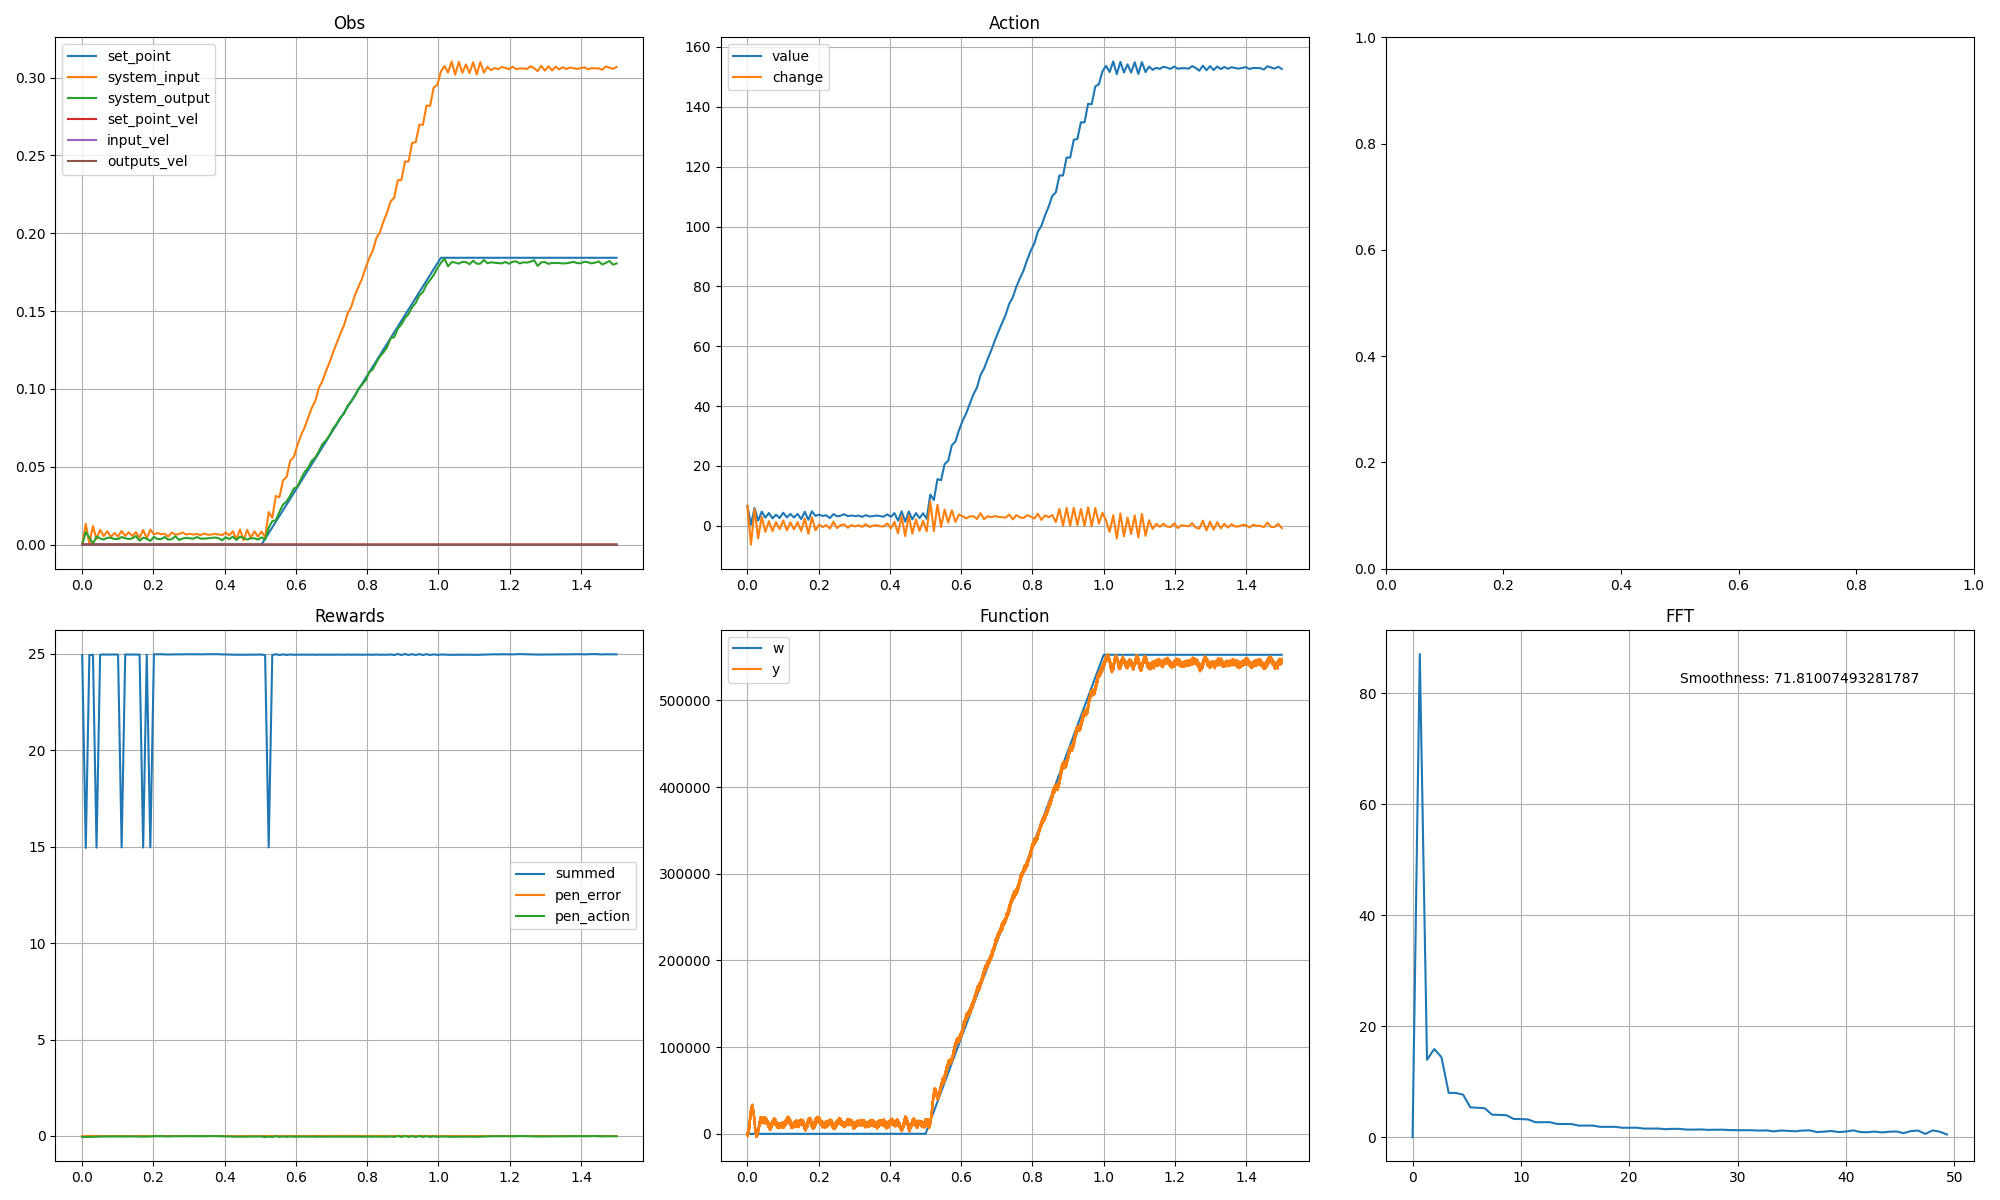 Obs
set_point
system_input
system_output
set_point_vel
input_vel
outputs_vel
0.30
0.25
0.20
0.15
0.10
0.05
0.00
0.0 0.2 0.4 0.6 0.8 1.0 1.2 1.4
Action
value
change
160
140
120
100
80
60
40
20
0
0.0 0.2 0.4 0.6 0.8 1.0 1.2 1.4
1.0
0.8
0.6
0.4
0.2
0.0
0.0 0.2 0.4 0.6 0.8 1.0
Rewards
25
20
15
10
5
0
summed
pen_error
pen_action
0.0 0.2 0.4 0.6 0.8 1.0 1.2 1.4
Function
w
y
500000
400000
300000
200000
100000
0
0.0 0.2 0.4 0.6 0.8 1.0 1.2 1.4
FFT
Smoothness: 71.81007493281787
80
60
40
20
0
0 10 20 30 40 50